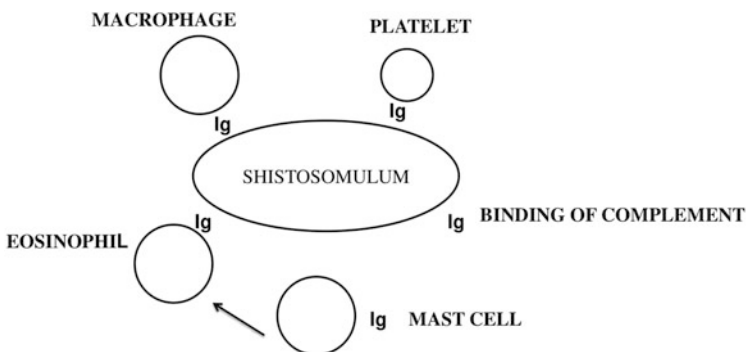 MACROPHAGE
PLATELET
Ig
Ig
SHISTOSOMULUM
Ig
Ig
BINDING OF COMPLEMENT
EOSINOPHIL
Ig
MAST CELL